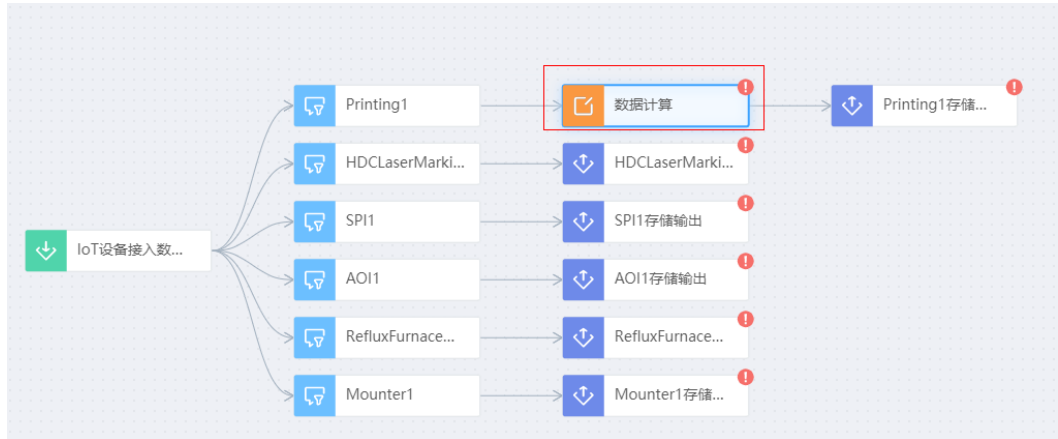 Printing1
数据计算
Printing1存储...
HDCLaserMarki...
HDCLaserMarki...
SPI1
SPI1存储输出
IoT设备接入数...
AOI1
AOI1存储输出
RefluxFurnace...
RefluxFurnace...
Mounter1
Mounter1存储...